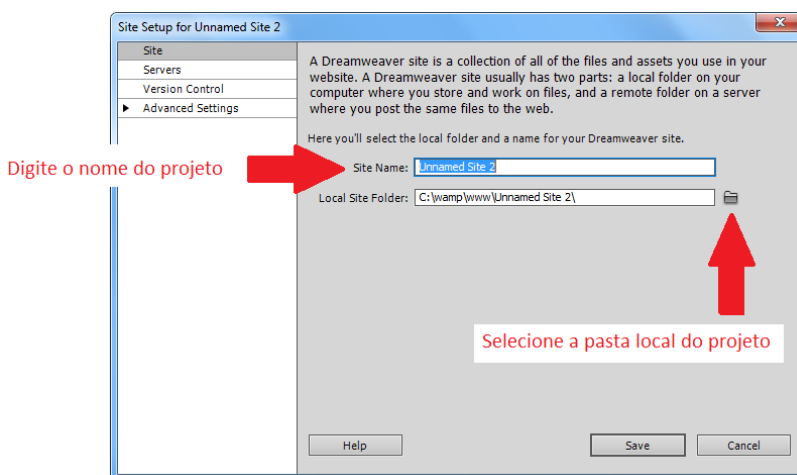 Site Setup for Unnamed Site 2
Site
Servers
Version Control
Advanced Settings
A Dreamweaver site is a collection of all of the files and assets you use in your
website. A Dreamweaver site usually has two parts: a local folder on your
computer where you store and work on files, and a remote folder on a server
where you post the same files to the web.
Here you'll select the local folder and a name for your Dreamweaver site.
Digite o nome do projeto
Site Name: Unnamed Site 2
Local Site Folder: C:\wamp\www\Unnamed Site 2\
Selecione a pasta local do projeto
Help Save Cancel